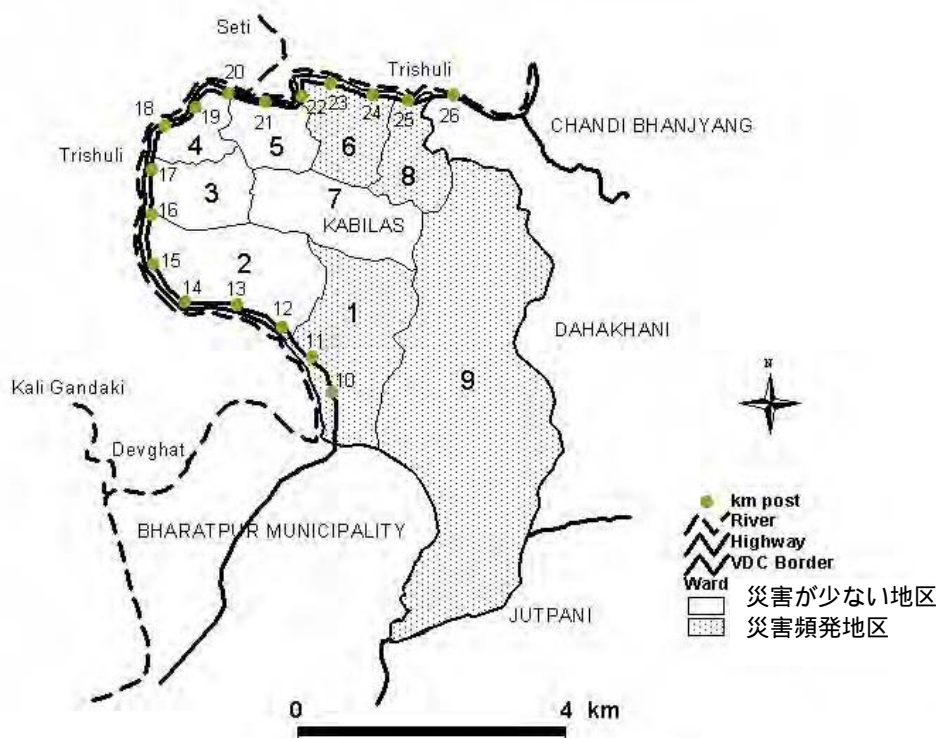 Seti
20
Trishuli
18
19
21
22
23
24
25
26
CHANDI BHANJYANG
4
5
6
8
Trishuli
17
3
7
16
KABILAS
15
2
14
13
12
1
11
DAHAKHANI
10
9
N
Kali Gandaki
Devghat
BHARATPUR MUNICIPALITY
JUTPANI
km post
River
Highway
VDC Border
Ward
災害が少ない地区
災害頻発地区
0 4 km